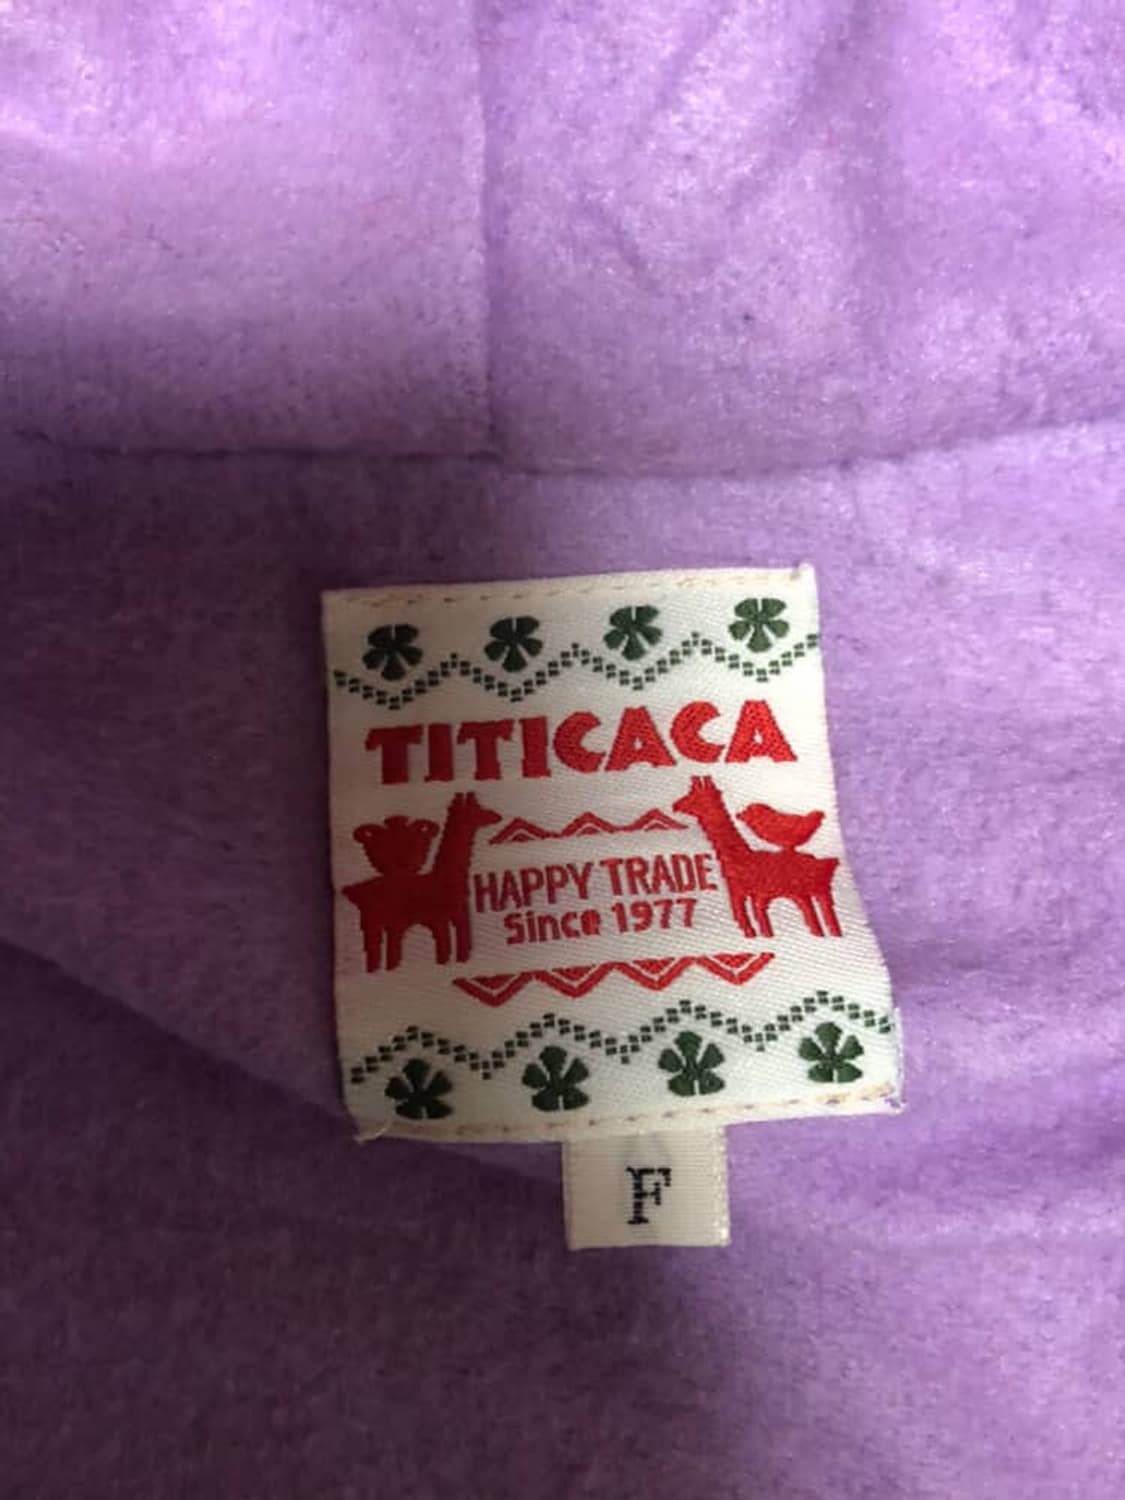 TITICACA
HAPPY TRADE
Since 1977
F